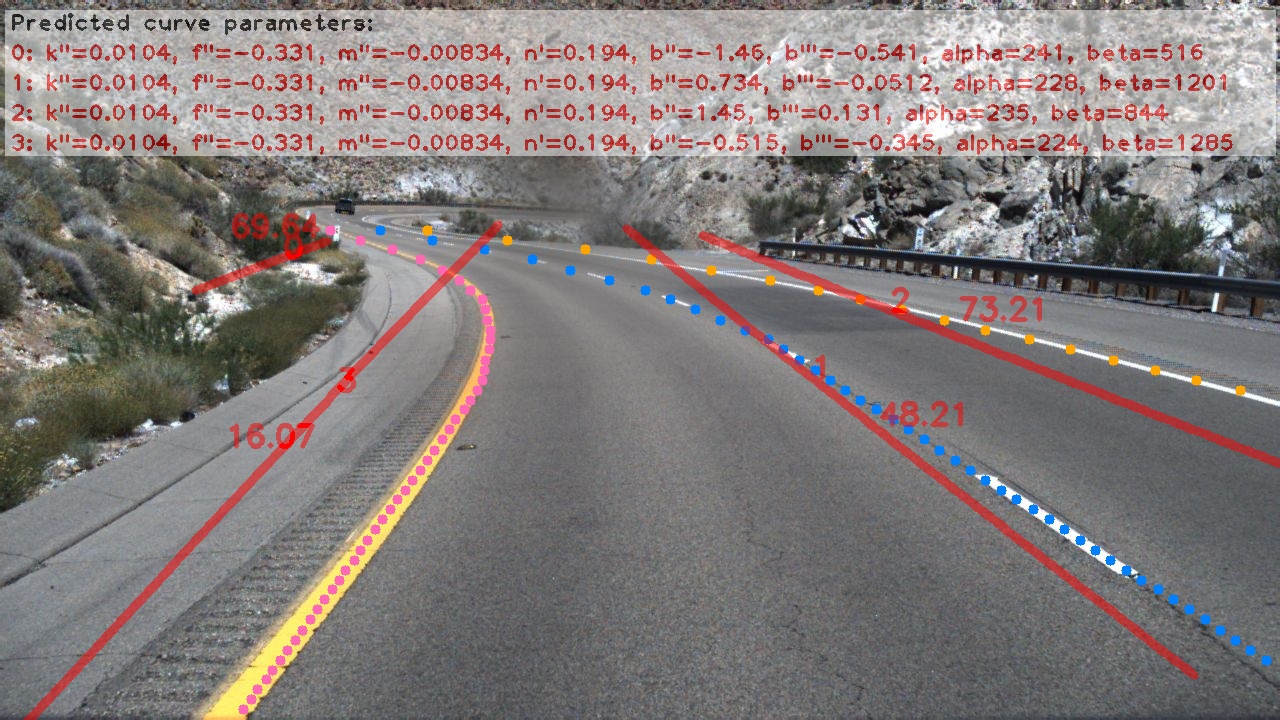 Predicted curve parameters:
0: k''=0.0104, f''=-0.331, m''=-0.00834, n'=0.194, b''=-1.46, b'''=-0.541, alpha=241, beta=516
1: k''=0.0104, f''=-0.331, m''=-0.00834, n'=0.194, b''=0.734, b'''=-0.0512, alpha=228, beta=1201
2: k''=0.0104, f''=-0.331, m''=-0.00834, n'=0.194, b''=1.45, b'''=0.131, alpha=235, beta=844
3: k''=0.0104, f''=-0.331, m''=-0.00834, n'=0.194, b''=-0.515, b'''=-0.345, alpha=224, beta=1285
69.64
0
2
73.21
1
3
48.21
16.07